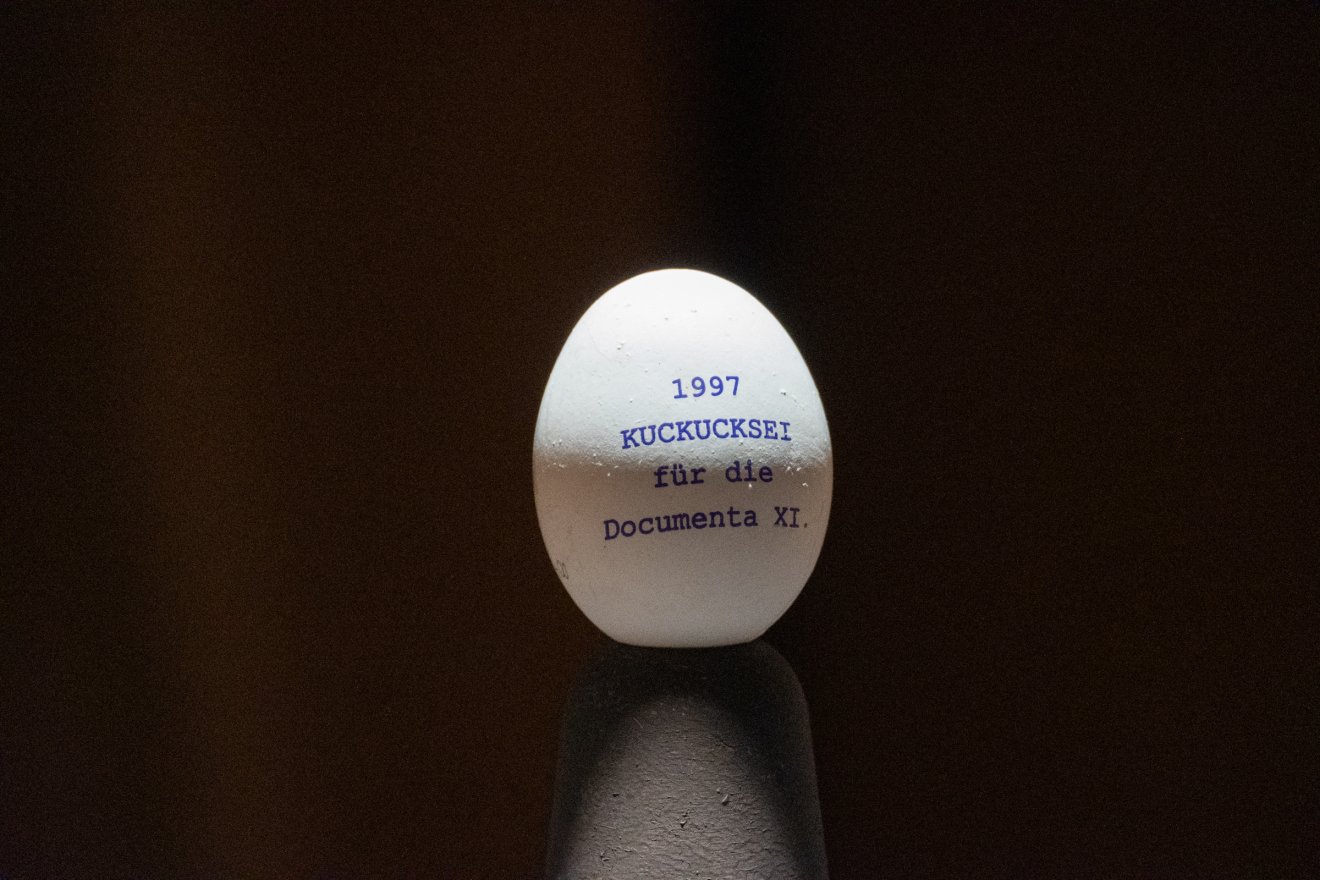 1997
KUCKUCKSEI
für die
Documenta XI.